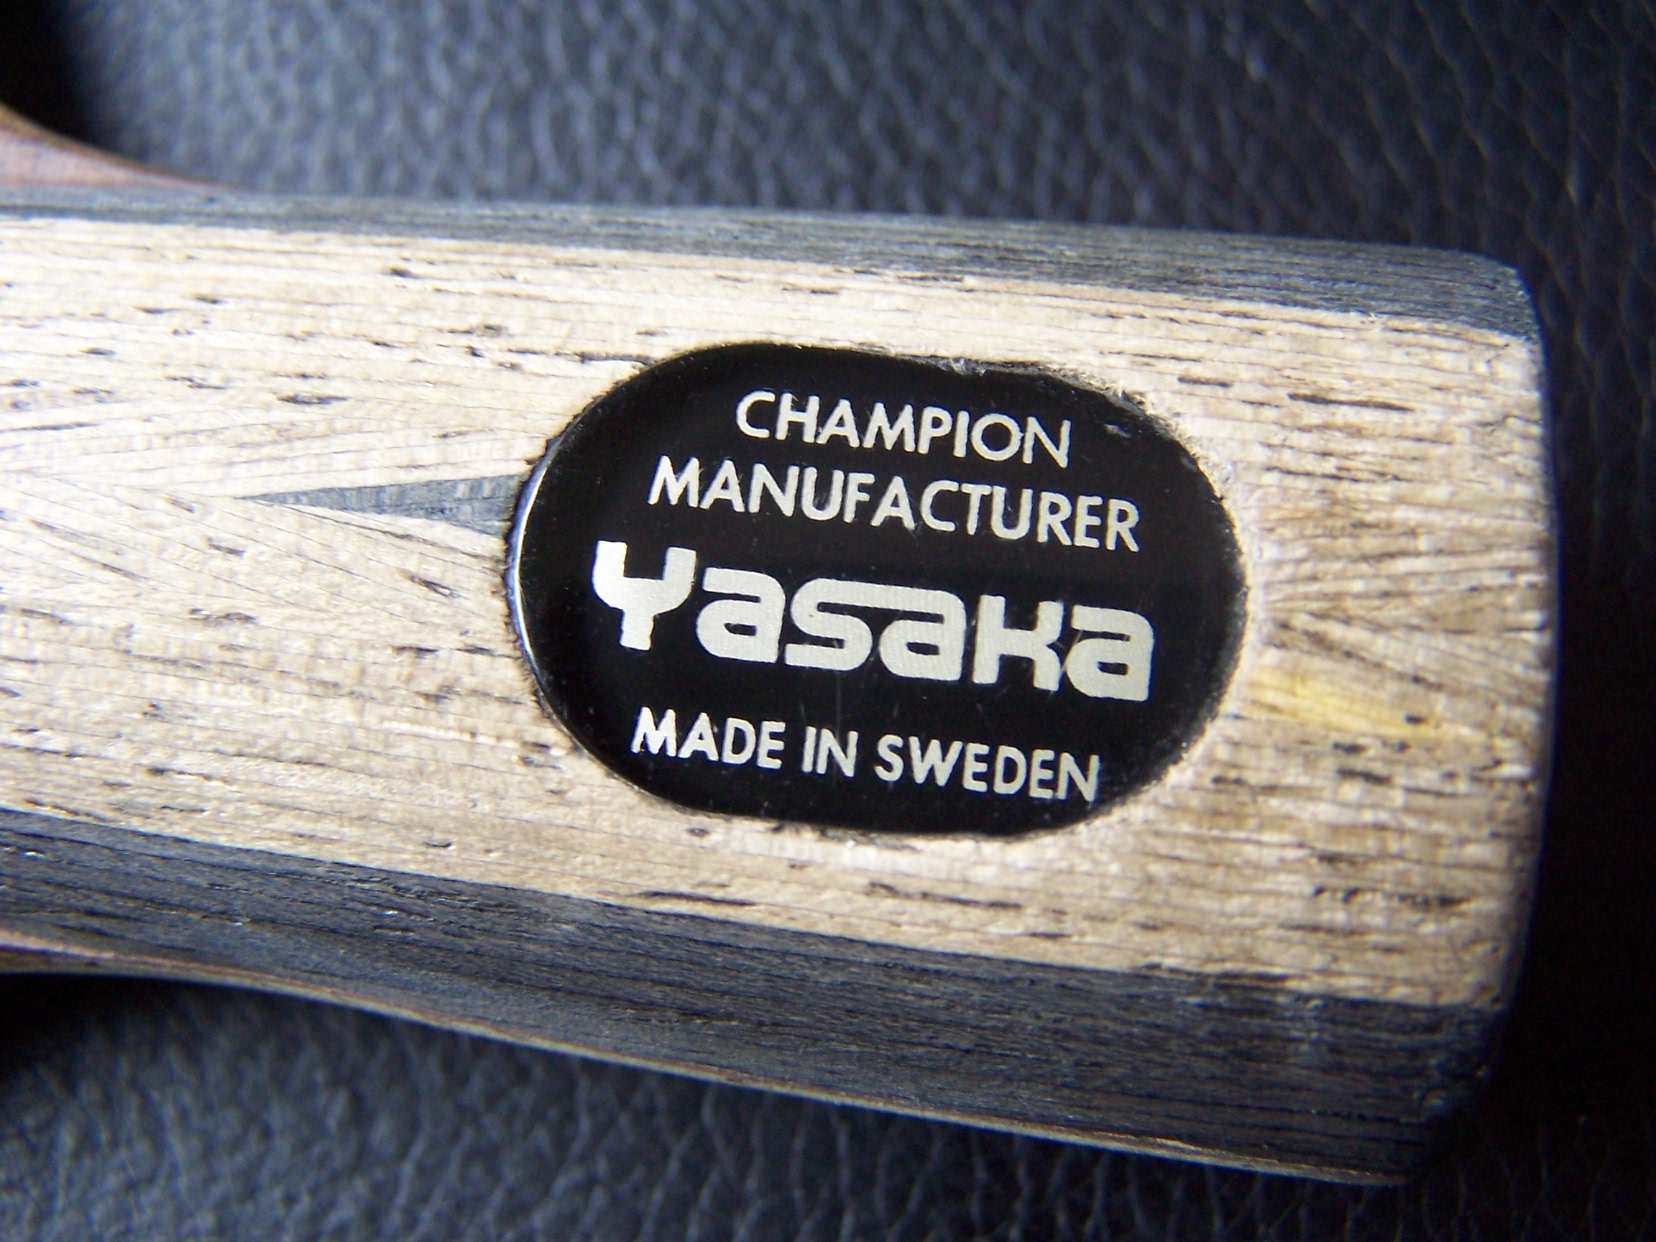 CHAMPION
MANUFACTURER
Yasaka
MADE IN SWEDEN